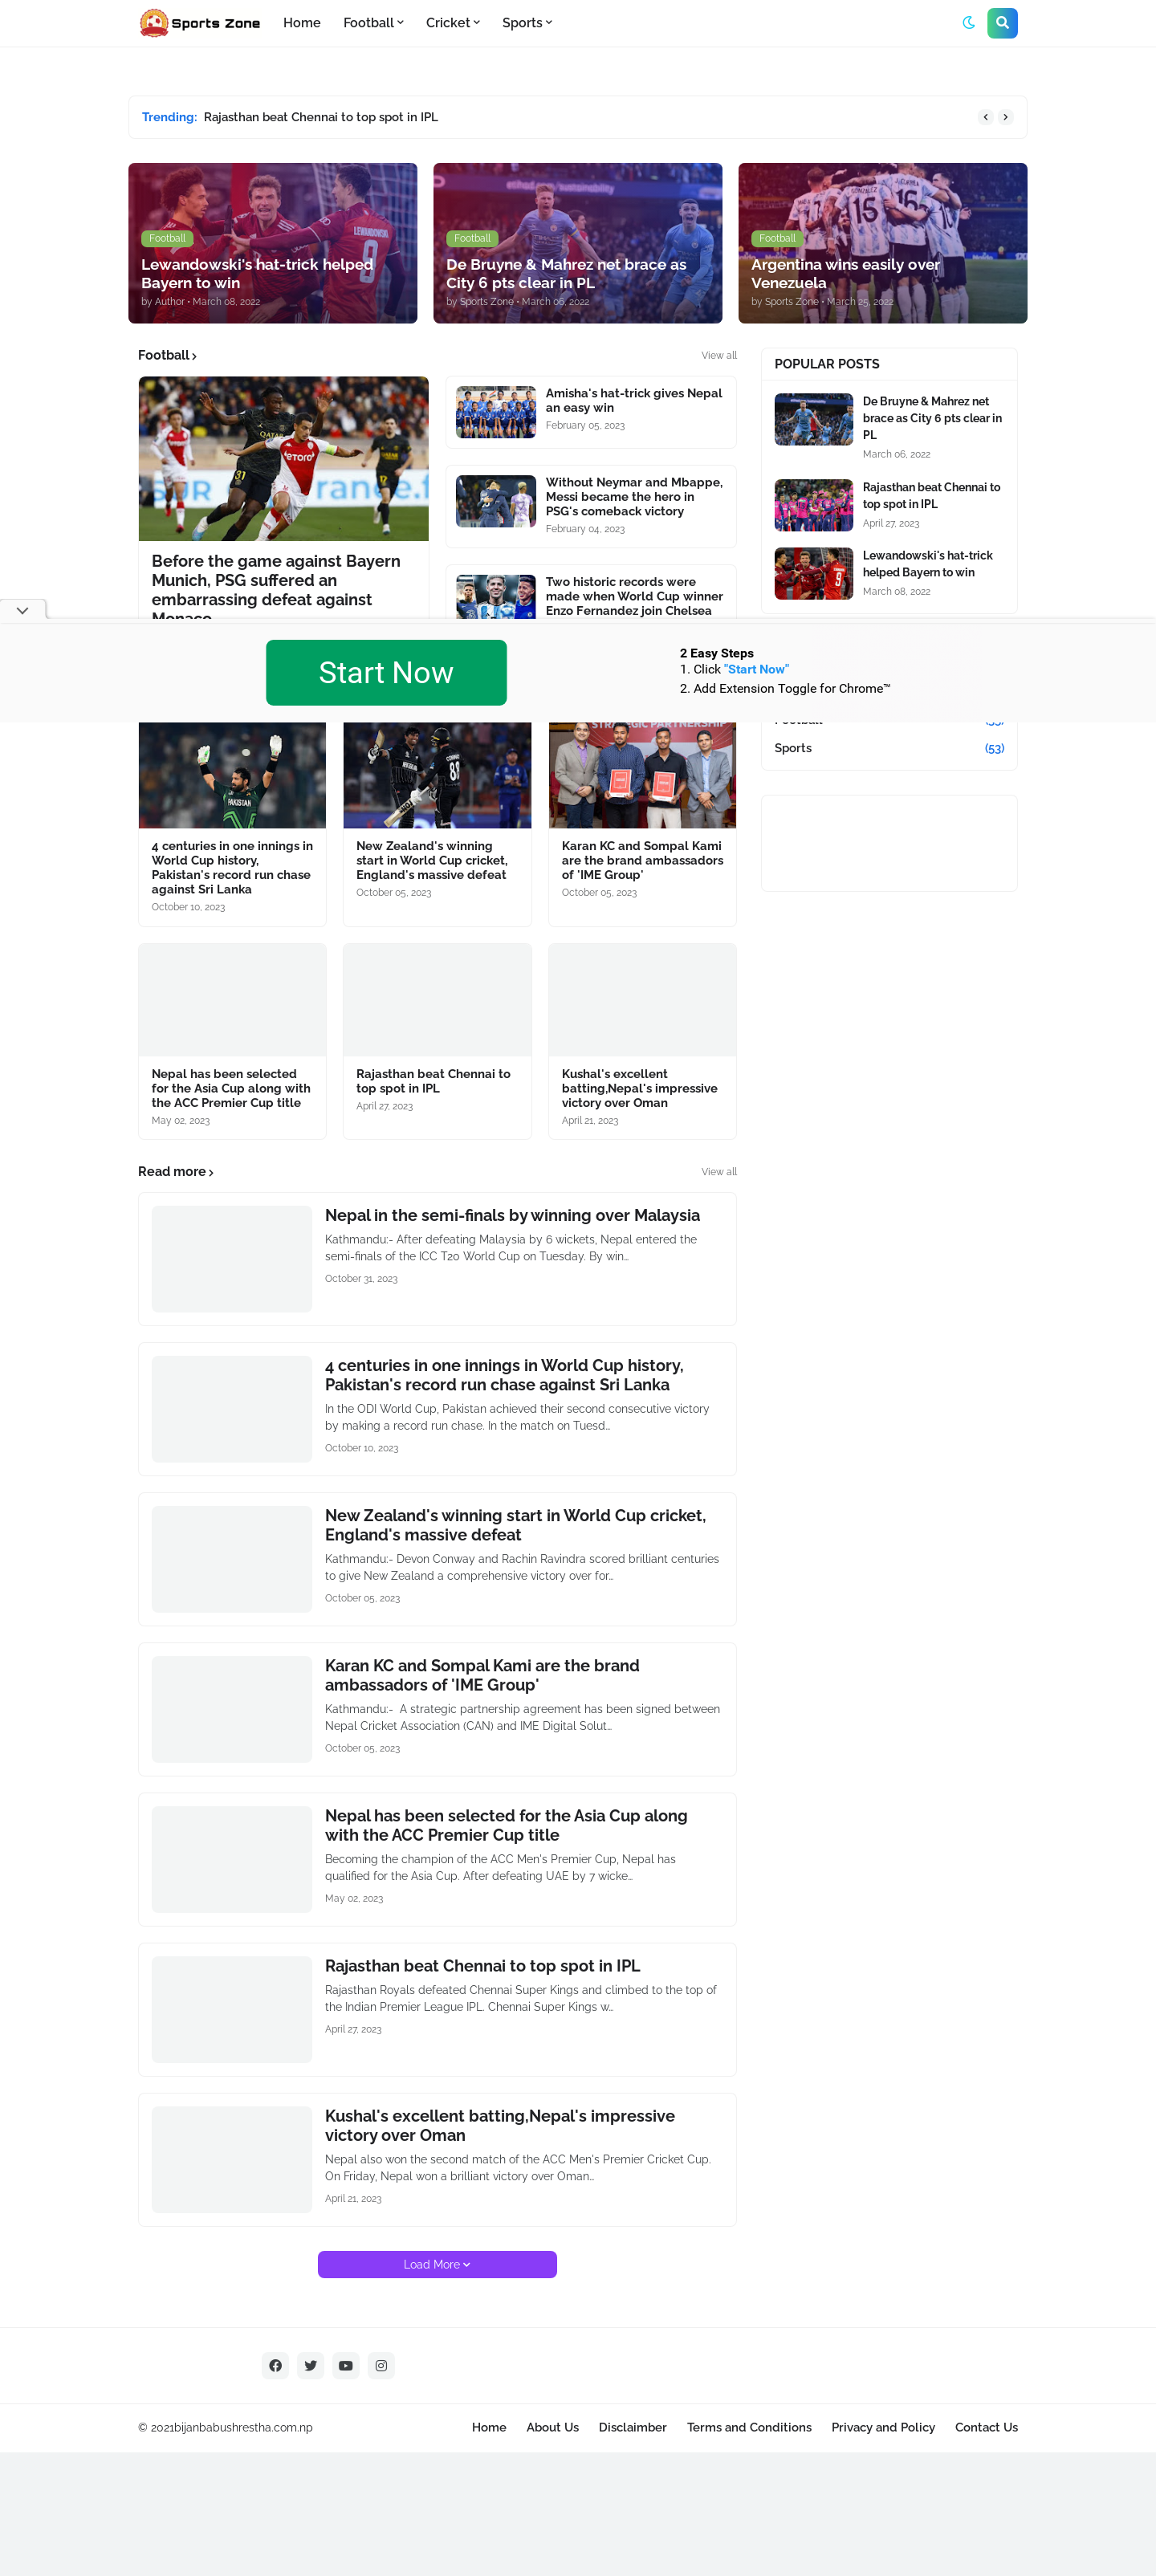 Sports Zone
Home
Football
Cricket
Sports
Trending: Rajasthan beat Chennai to top spot in IPL
Football
Lewandowski's hat-trick helped
Bayern to win
by Author • March 08, 2022
Football
De Bruyne & Mahrez net brace as
City 6 pts clear in PL
by Sports Zone • March 06, 2022
Football
Argentina wins easily over
Venezuela
by Sports Zone • March 25, 2022
Football
View all
Before the game against Bayern
Munich, PSG suffered an
embarrassing defeat against
Monaco
Amisha's hat-trick gives Nepal
an easy win
February 05, 2023
Without Neymar and Mbappe,
Messi became the hero in
PSG's comeback victory
February 04, 2023
Two historic records were
made when World Cup winner
Enzo Fernandez join Chelsea
POPULAR POSTS
De Bruyne & Mahrez net
brace as City 6 pts clear in
PL
March 06, 2022
Rajasthan beat Chennai to
top spot in IPL
April 27, 2023
Lewandowski's hat-trick
helped Bayern to win
March 08, 2022
Start Now
2 Easy Steps
1. Click "Start Now"
2. Add Extension Toggle for Chrome™
Sports
(53)
4 centuries in one innings in
World Cup history,
Pakistan's record run chase
against Sri Lanka
October 10, 2023
New Zealand's winning
start in World Cup cricket,
England's massive defeat
October 05, 2023
Karan KC and Sompal Kami
are the brand ambassadors
of 'IME Group'
October 05, 2023
Nepal has been selected
for the Asia Cup along with
the ACC Premier Cup title
May 02, 2023
Rajasthan beat Chennai to
top spot in IPL
April 27, 2023
Kushal's excellent
batting,Nepal's impressive
victory over Oman
April 21, 2023
Read more
View all
Nepal in the semi-finals by winning over Malaysia
Kathmandu:- After defeating Malaysia by 6 wickets, Nepal entered the
semi-finals of the ICC T20 World Cup on Tuesday. By win…
October 31, 2023
4 centuries in one innings in World Cup history,
Pakistan's record run chase against Sri Lanka
In the ODI World Cup, Pakistan achieved their second consecutive victory
by making a record run chase. In the match on Tuesd…
October 10, 2023
New Zealand's winning start in World Cup cricket,
England's massive defeat
Kathmandu:- Devon Conway and Rachin Ravindra scored brilliant centuries
to give New Zealand a comprehensive victory over for…
October 05, 2023
Karan KC and Sompal Kami are the brand
ambassadors of 'IME Group'
Kathmandu:-  A strategic partnership agreement has been signed between
Nepal Cricket Association (CAN) and IME Digital Solut…
October 05, 2023
Nepal has been selected for the Asia Cup along
with the ACC Premier Cup title
Becoming the champion of the ACC Men's Premier Cup, Nepal has
qualified for the Asia Cup. After defeating UAE by 7 wicke…
May 02, 2023
Rajasthan beat Chennai to top spot in IPL
Rajasthan Royals defeated Chennai Super Kings and climbed to the top of
the Indian Premier League IPL. Chennai Super Kings w…
April 27, 2023
Kushal's excellent batting,Nepal's impressive
victory over Oman
Nepal also won the second match of the ACC Men's Premier Cricket Cup.
On Friday, Nepal won a brilliant victory over Oman…
April 21, 2023
Load More
© 2021bijanbabushrestha.com.np
Home
About Us
Disclaimber
Terms and Conditions
Privacy and Policy
Contact Us